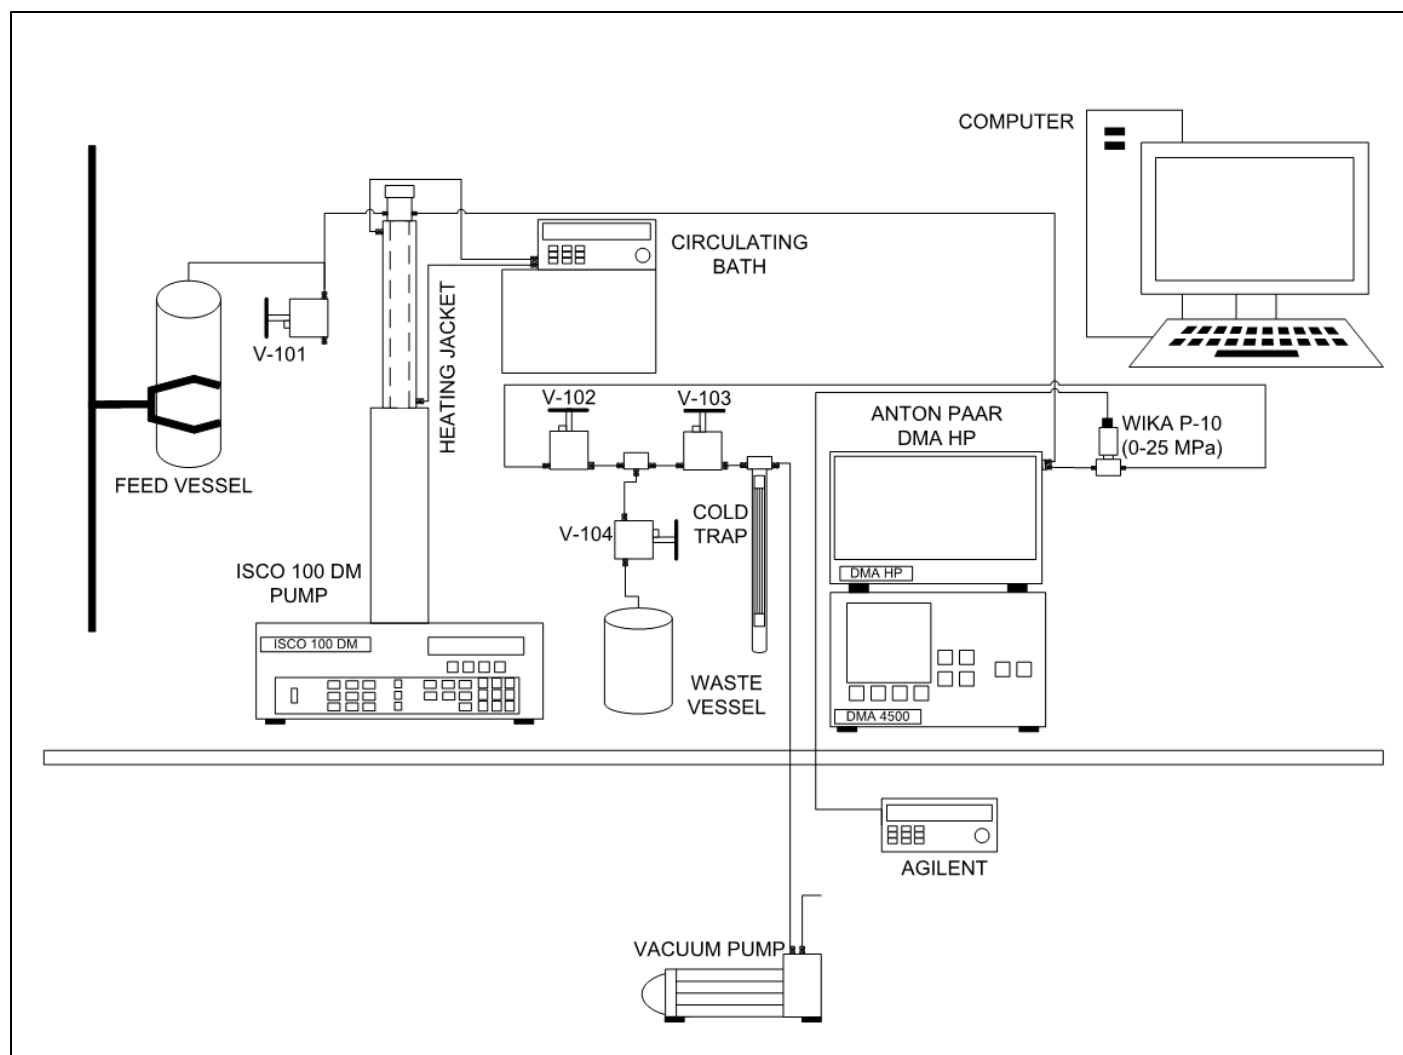 COMPUTER
CIRCULATING
BATH
V-101
HEATING JACKET
V-102
V-103
ANTON PAAR
DMA HP
WIKA P-10
(0-25 MPa)
FEED VESSEL
COLD
TRAP
V-104
ISCO 100 DM
PUMP
DMA HP
ISCO 100 DM
WASTE
VESSEL
DMA 4500
AGILENT
VACUUM PUMP